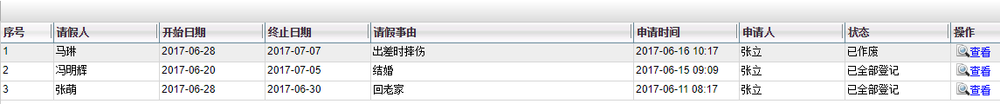 序号 请假人 开始日期 终止日期 请假事由 申请时间 申请人 状态 操作
1 马琳 2017-06-28 2017-07-07 出差时摔伤 2017-06-16 10:17 张立 已作废 查看
2 冯明辉 2017-06-20 2017-07-05 结婚 2017-06-15 09:09 张立 已全部登记 查看
3 张萌 2017-06-28 2017-06-30 回老家 2017-06-11 08:17 张立 已全部登记 查看